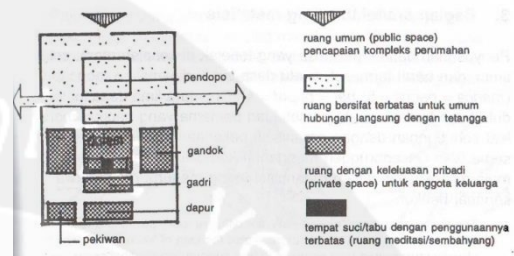 pendopo
gandok
gadri
dapur
pekiwan
ruang umum (public space)
pencapaian kompleks perumahan
ruang bersifat terbatas untuk umum
hubungan langsung dengan tetangga
ruang dengan keleluasan pribadi
(private space) untuk anggota keluarga
tempat suci/tabu dengan penggunaannya
terbatas (ruang meditasi/sembahyang)